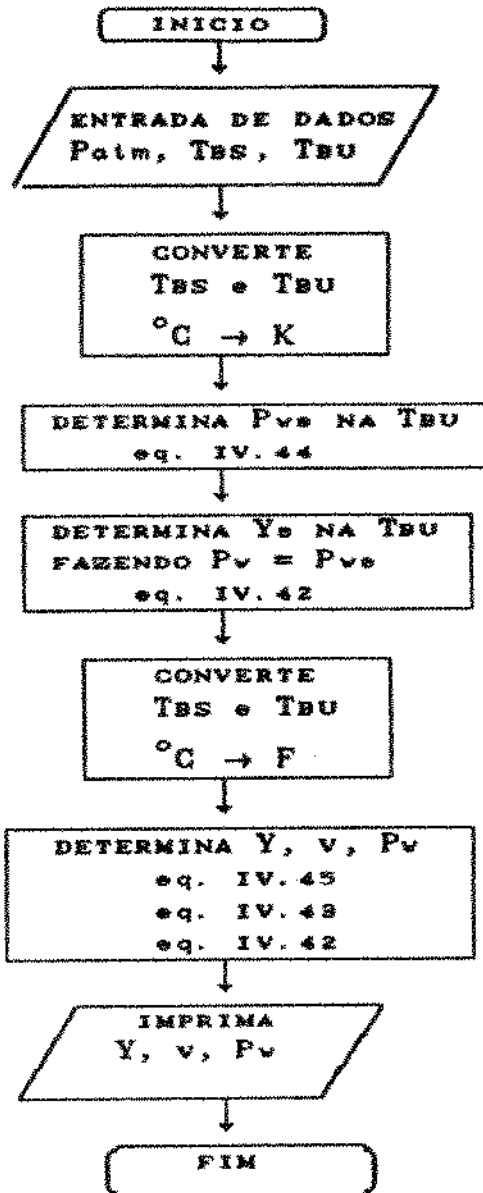 INICIO
ENTRADA DE DADOS
Patm, TBS, TBU
CONVERTE
TBS e TBU
°C → K
DETERMINA Pws NA TBU
eq. IV.44
DETERMINA Ys NA TBU
FAZENDO Pw = Pws
eq. IV.42
CONVERTE
TBS e TBU
°C → F
DETERMINA Y, v, Pw
eq. IV.45
eq. IV.43
eq. IV.42
IMPRIMA
Y, v, Pw
FIM